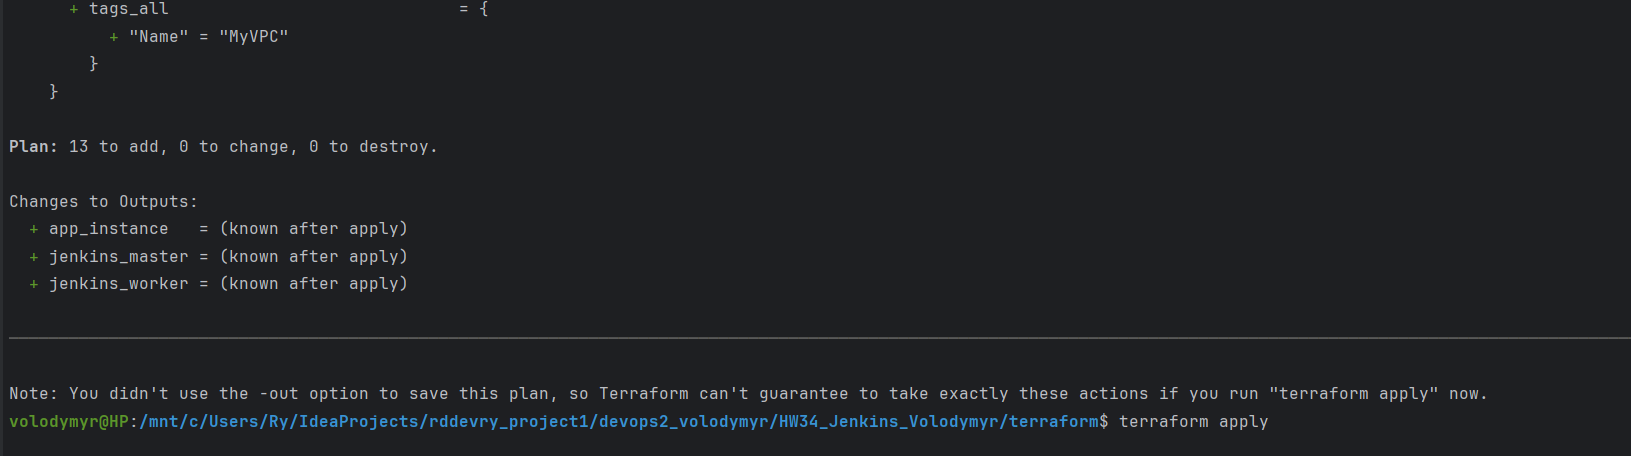 + tags_all = {
+ "Name" = "MyVPC"
}
}
Plan: 13 to add, 0 to change, 0 to destroy.
Changes to Outputs:
+ app_instance = (known after apply)
+ jenkins_master = (known after apply)
+ jenkins_worker = (known after apply)
Note: You didn't use the -out option to save this plan, so Terraform can't guarantee to take exactly these actions if you run "terraform apply" now.
volodymyr@HP:/mnt/c/Users/Ry/IdeaProjects/rddevry_project1/devops2_volodymyr/HW34_Jenkins_Volodymyr/terraform$ terraform apply